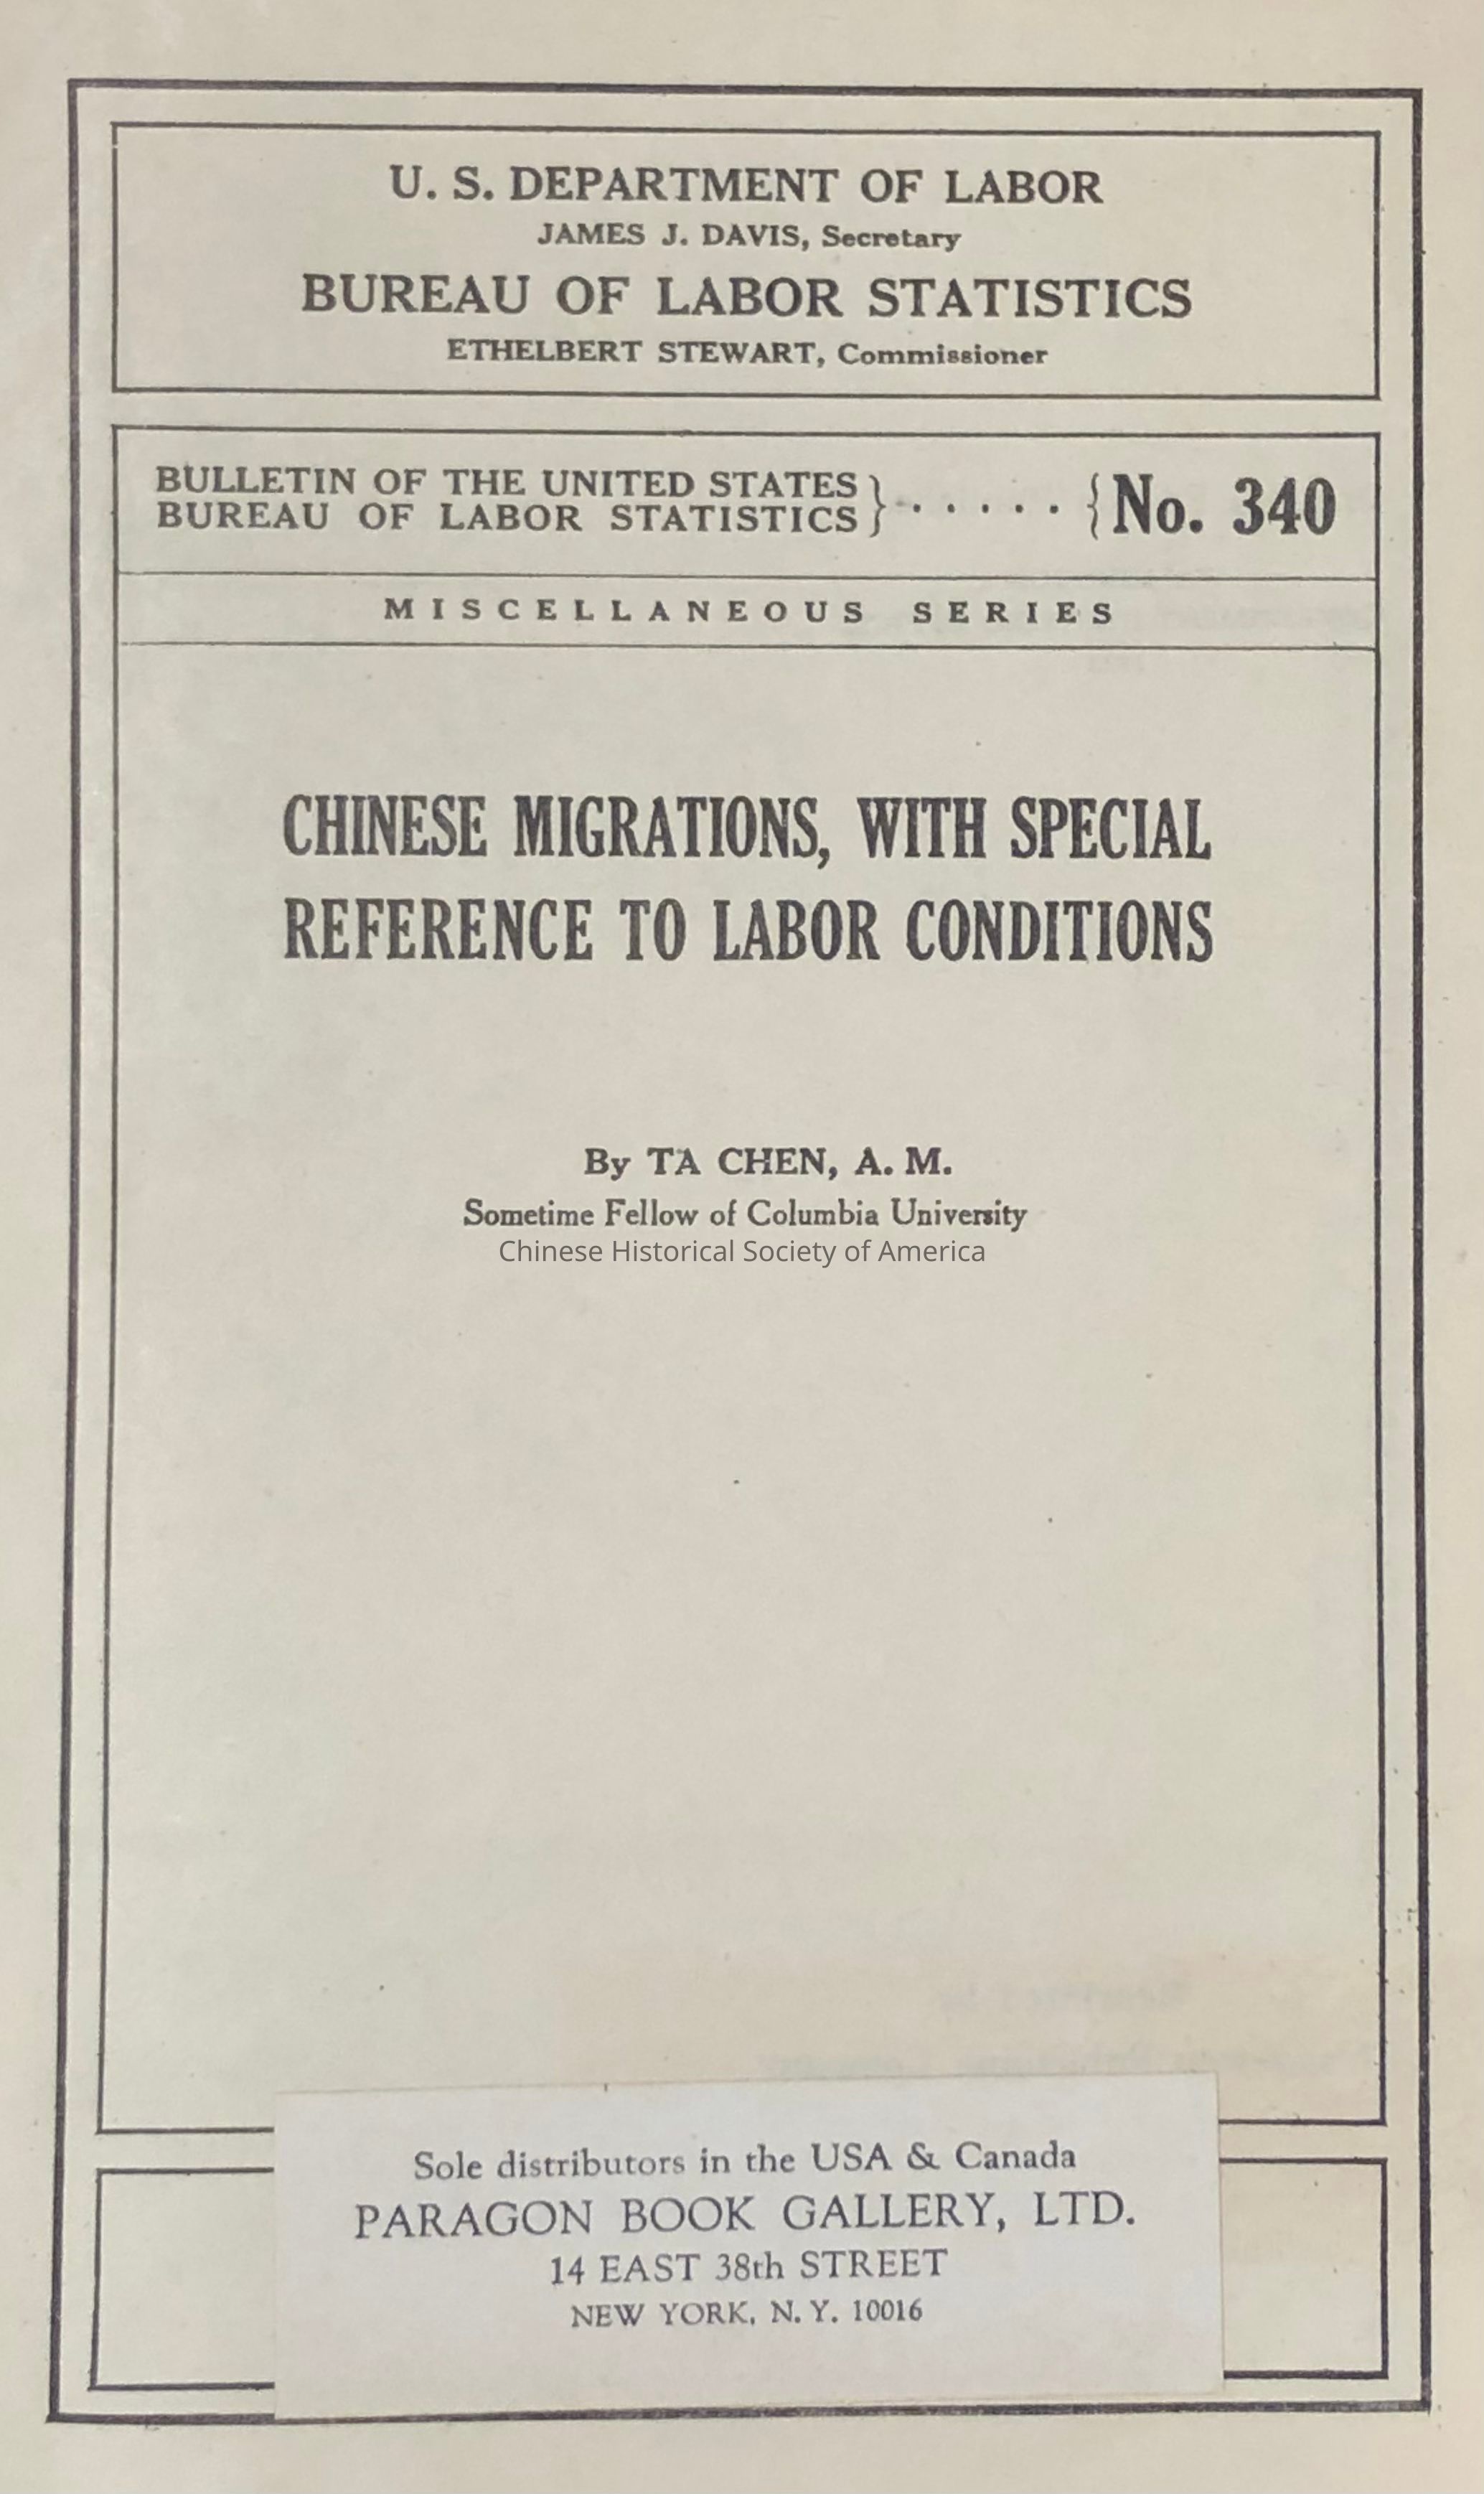 U. S. DEPARTMENT OF LABOR
JAMES J. DAVIS, Secretary
BUREAU OF LABOR STATISTICS
ETHELBERT STEWART, Commissioner
BULLETIN OF THE UNITED STATES
BUREAU OF LABOR STATISTICS } ...... { No. 340
MISCELLANEOUS SERIES
CHINESE MIGRATIONS, WITH SPECIAL
REFERENCE TO LABOR CONDITIONS
By TA CHEN, A. M.
Sometime Fellow of Columbia University
Chinese Historical Society of America
Sole distributors in the USA & Canada
PARAGON BOOK GALLERY, LTD.
14 EAST 38th STREET
NEW YORK, N. Y. 10016